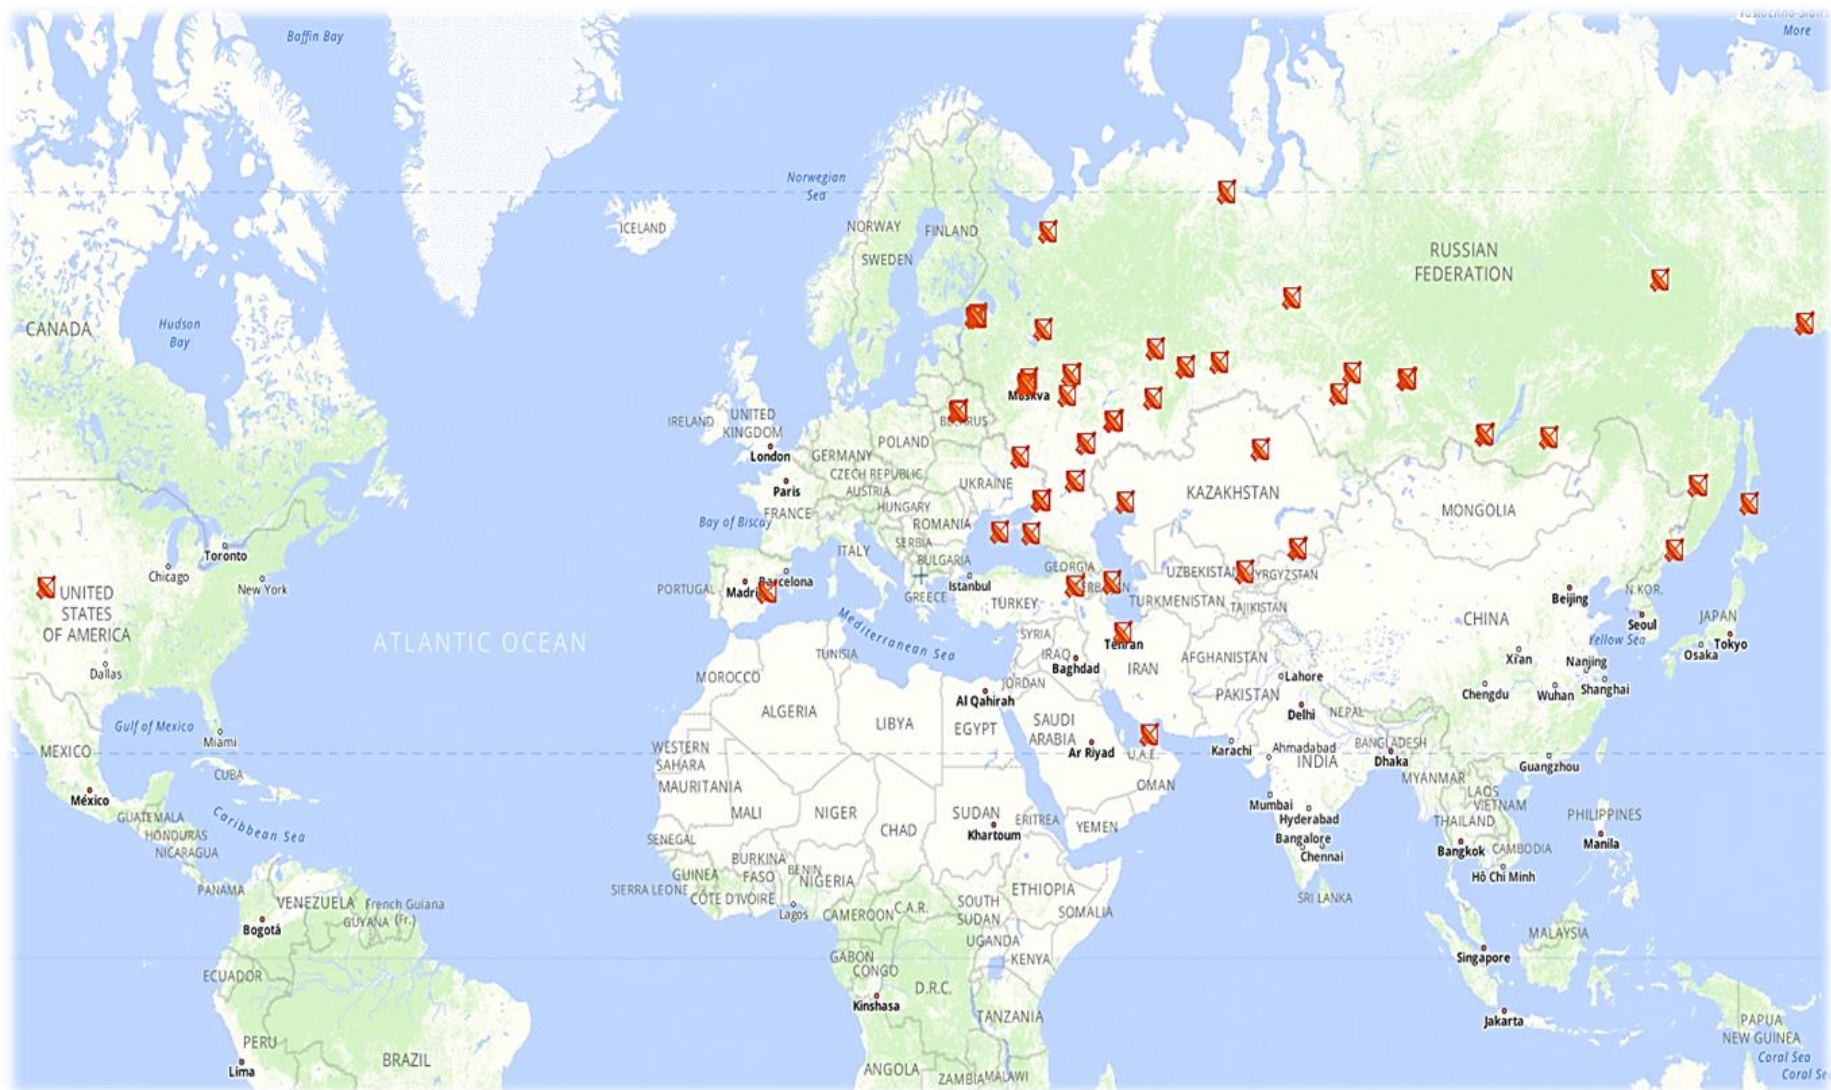 Vostochno-Sibirs
More
Baffin Bay
Norwegian
Sea
ICELAND
NORWAY
FINLAND
SWEDEN
RUSSIAN
FEDERATION
CANADA
Hudson
Bay
Moskva
IRELAND
UNITED
KINGDOM
London
BELARUS
POLAND
GERMANY
CZECH REPUBLIC
AUSTRIA
UKRAINE
Paris
FRANCE
HUNGARY
ROMANIA
KAZAKHSTAN
MONGOLIA
Bay of Biscay
SERBIA
ITALY
BULGARIA
GEORGIA
UZBEKISTAN
KYRGYZSTAN
Toronto
Chicago
New York
UNITED
STATES
OF AMERICA
Dallas
PORTUGAL
Madrid
Barcelona
Istanbul
GREECE
TURKEY
AZERBAIJAN
TURKMENISTAN
TAJIKISTAN
Beijing
N.KOR.
Seoul
JAPAN
Tokyo
Osaka
Yellow Sea
CHINA
ATLANTIC OCEAN
Mediterranean Sea
TUNISIA
SYRIA
IRAQ
Baghdad
Tehran
IRAN
AFGHANISTAN
Xi'an
Nanjing
Shanghai
Wuhan
Chengdu
MOROCCO
JORDAN
Lahore
PAKISTAN
Al Qahirah
ALGERIA
LIBYA
EGYPT
SAUDI
ARABIA
Ar Riyad
U.A.E.
Delhi
NEPAL
Gulf of Mexico
Miami
MEXICO
WESTERN
SAHARA
Karachi
Ahmadabad
INDIA
BANGLADESH
Dhaka
Guangzhou
CUBA
México
MAURITANIA
OMAN
MYANMAR
LAOS
VIETNAM
GUATEMALA
HONDURAS
NICARAGUA
Caribbean Sea
MALI
NIGER
CHAD
SUDAN
Khartoum
ERITREA
YEMEN
Mumbai
Hyderabad
Bangalore
Chennai
THAILAND
PHILIPPINES
Manila
Bangkok
CAMBODIA
Hô Chi Minh
SENEGAL
BURKINA
FASO
BENIN
NIGERIA
GUINEA
SIERRA LEONE
CÔTE D'IVOIRE
Lagos
CAMEROON
C.A.R.
SOUTH
SUDAN
ETHIOPIA
SOMALIA
SRI LANKA
PANAMA
VENEZUELA
French Guiana
(Fr.)
GUYANA
Bogotá
UGANDA
KENYA
MALAYSIA
Singapore
ECUADOR
GABON
CONGO
D.R.C.
Kinshasa
TANZANIA
Jakarta
PAPUA
NEW GUINEA
PERU
Lima
BRAZIL
ANGOLA
ZAMBIA
MALAWI
Coral Sea
Coral Se